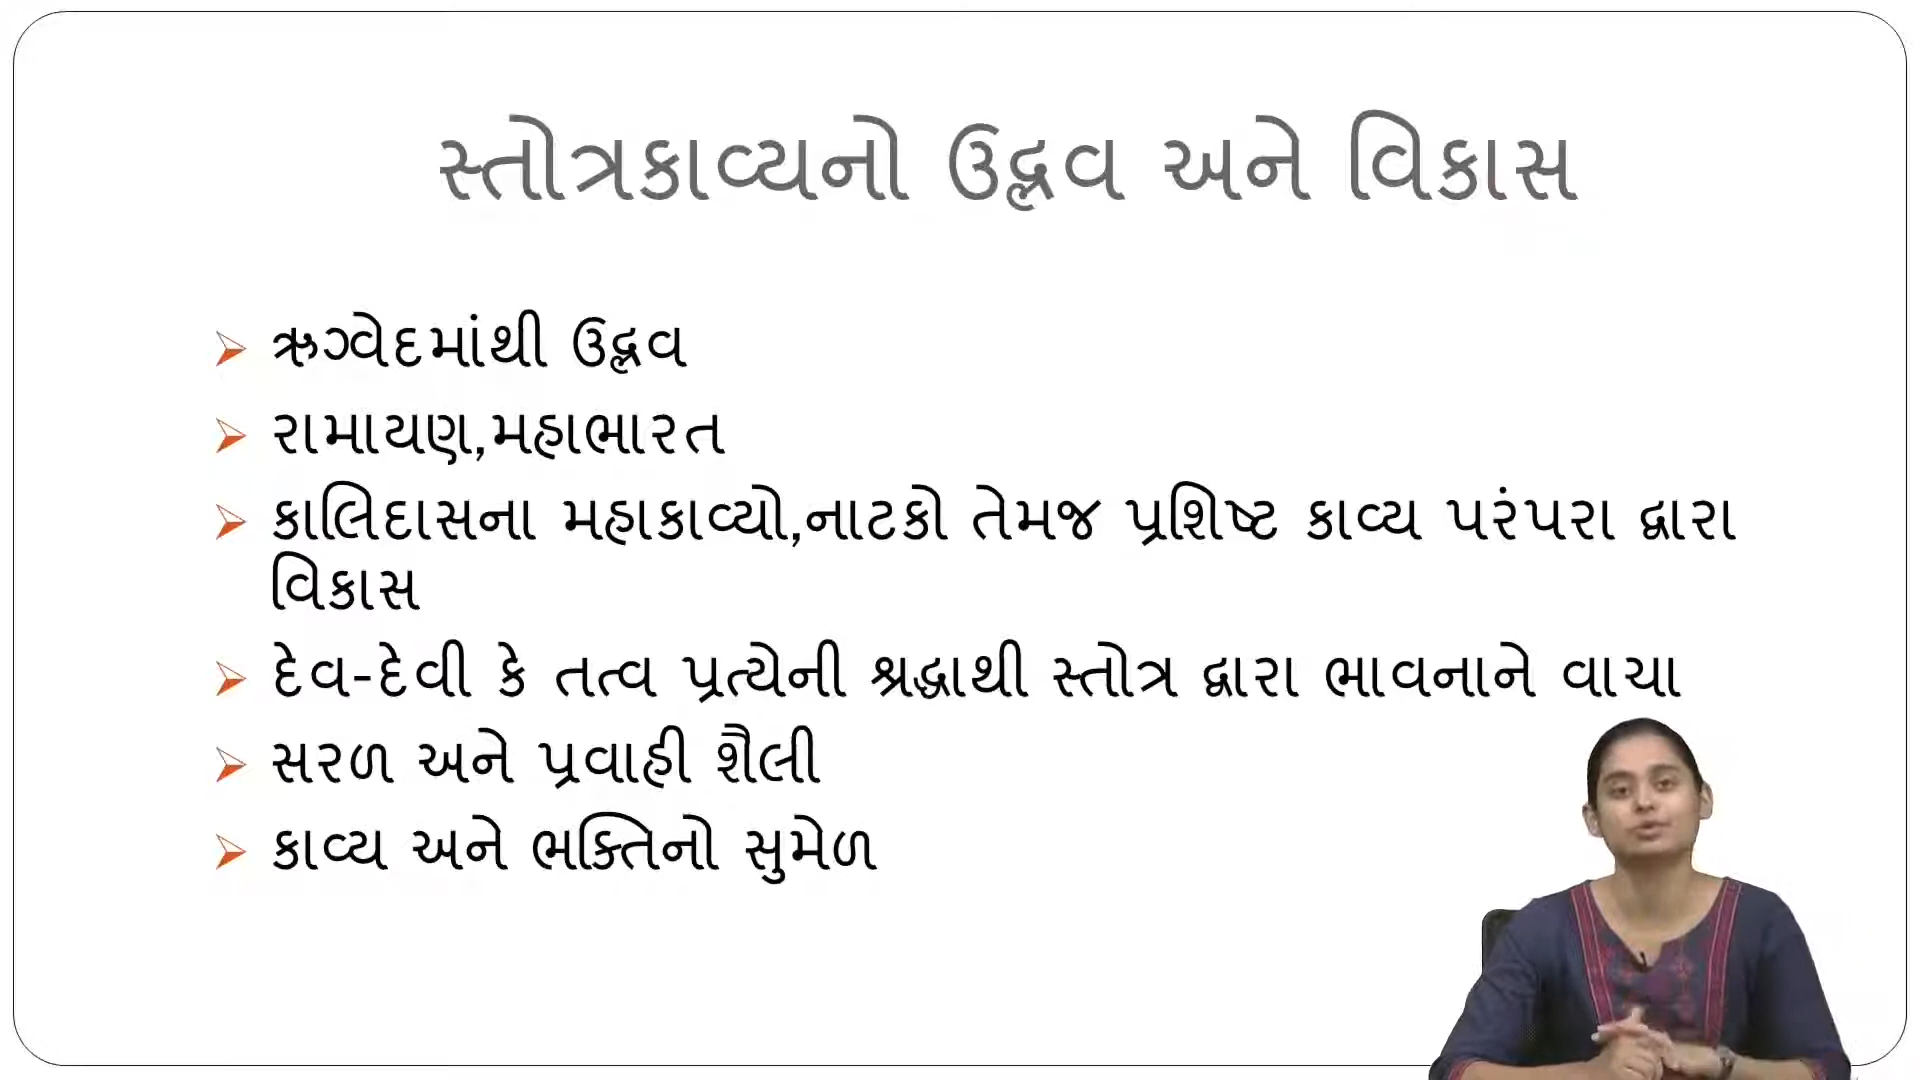 સ્તોત્રકાવ્યનો ઉદ્ભવ અને વિકાસ
ઋગ્વેદમાંથી ઉદ્ભવ
રામાયણ,મહાભારત
કાલિદાસના મહાકાવ્યો,નાટકો તેમજ પ્રશિષ્ટ કાવ્ય પરંપરા દ્વારા
વિકાસ
દેવ-દેવી કે તત્વ પ્રત્યેની શ્રદ્ધાથી સ્તોત્ર દ્વારા ભાવનાને વાચા
સરળ અને પ્રવાહી શૈલી
કાવ્ય અને ભક્તિનો સુમેળ